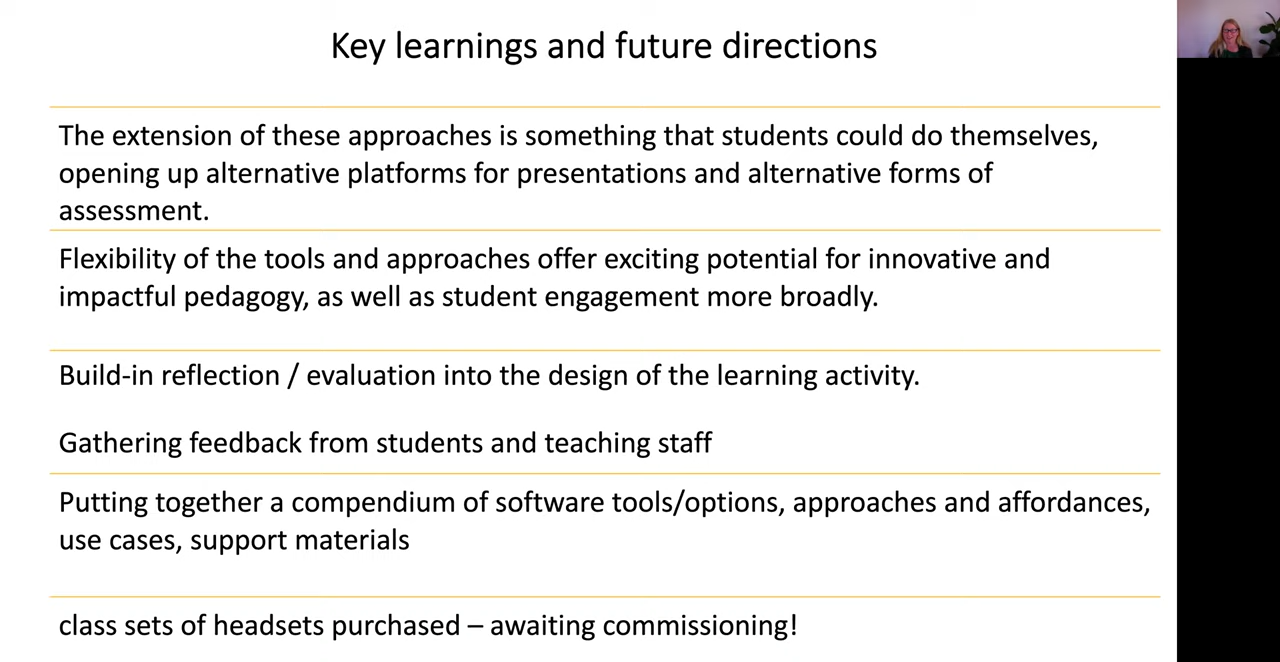 Key learnings and future directions
The extension of these approaches is something that students could do themselves,
opening up alternative platforms for presentations and alternative forms of
assessment.
Flexibility of the tools and approaches offer exciting potential for innovative and
impactful pedagogy, as well as student engagement more broadly.
Build-in reflection / evaluation into the design of the learning activity.
Gathering feedback from students and teaching staff
Putting together a compendium of software tools/options, approaches and affordances,
use cases, support materials
class sets of headsets purchased – awaiting commissioning!